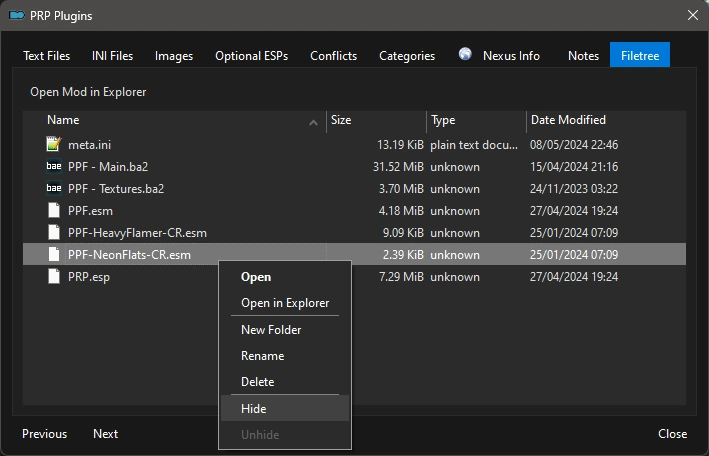 PRP Plugins
Text Files INI Files Images Optional ESPs Conflicts Categories Nexus Info Notes Filetree
Open Mod in Explorer
Name Size Type Date Modified
meta.ini 13.19 KiB plain text docu... 08/05/2024 22:46
bae PPF - Main.ba2 31.52 MiB unknown 15/04/2024 21:16
bae PPF - Textures.ba2 3.70 MiB unknown 24/11/2023 03:22
PPF.esm 4.18 MiB unknown 27/04/2024 19:24
PPF-HeavyFlamer-CR.esm 9.09 KiB unknown 25/01/2024 07:09
PPF-NeonFlats-CR.esm 2.39 KiB unknown 25/01/2024 07:09
PRP.esp 7.29 MiB unknown 27/04/2024 19:24
Open
Open in Explorer
New Folder
Rename
Delete
Hide
Unhide
Previous Next Close